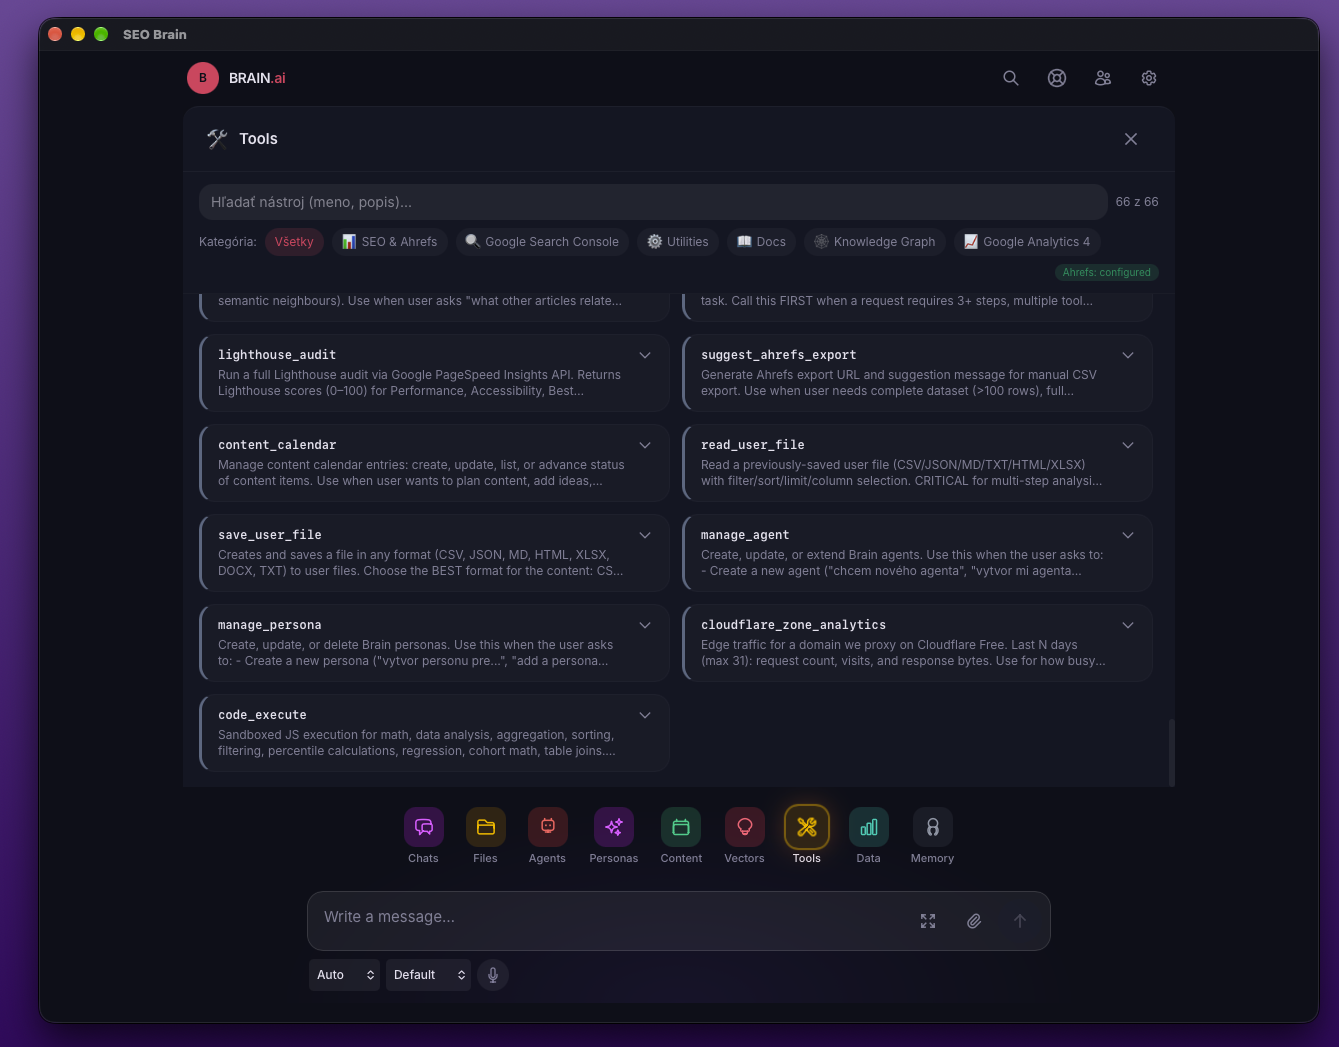 SEO Brain
B
BRAIN.ai
Tools
Hľadať nástroj (meno, popis)...
66 z 66
Kategória:
Všetky
SEO & Ahrefs
Google Search Console
Utilities
Docs
Knowledge Graph
Google Analytics 4
Ahrefs: configured
semantic neighbours). Use when user asks "what other articles relate...
task. Call this FIRST when a request requires 3+ steps, multiple tool...
lighthouse_audit
Run a full Lighthouse audit via Google PageSpeed Insights API. Returns
Lighthouse scores (0–100) for Performance, Accessibility, Best...
suggest_ahrefs_export
Generate Ahrefs export URL and suggestion message for manual CSV
export. Use when user needs complete dataset (>100 rows), full...
content_calendar
Manage content calendar entries: create, update, list, or advance status
of content items. Use when user wants to plan content, add ideas,...
read_user_file
Read a previously-saved user file (CSV/JSON/MD/TXT/HTML/XLSX)
with filter/sort/limit/column selection. CRITICAL for multi-step analysi...
save_user_file
Creates and saves a file in any format (CSV, JSON, MD, HTML, XLSX,
DOCX, TXT) to user files. Choose the BEST format for the content: CS...
manage_agent
Create, update, or extend Brain agents. Use this when the user asks to:
- Create a new agent ("chcem nového agenta", "vytvor mi agenta...
manage_persona
Create, update, or delete Brain personas. Use this when the user asks
to: - Create a new persona ("vytvor personu pre...", "add a persona...
cloudflare_zone_analytics
Edge traffic for a domain we proxy on Cloudflare Free. Last N days
(max 31): request count, visits, and response bytes. Use for how busy...
code_execute
Sandboxed JS execution for math, data analysis, aggregation, sorting,
filtering, percentile calculations, regression, cohort math, table joins....
Chats
Files
Agents
Personas
Content
Vectors
Tools
Data
Memory
Write a message...
Auto
Default